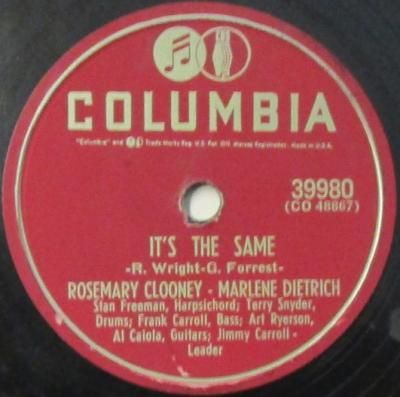 COLUMBIA
"Columbia" and Trade Marks Reg. U.S. Pat. Off. Marcas Registradas. Made in U.S.A.
39980
(CO 48867)
IT'S THE SAME
-R. Wright-G. Forrest-
ROSEMARY CLOONEY - MARLENE DIETRICH
Stan Freeman, Harpsichord; Terry Snyder,
Drums; Frank Carroll, Bass; Art Ryerson,
Al Caiola, Guitars; Jimmy Carroll -
Leader